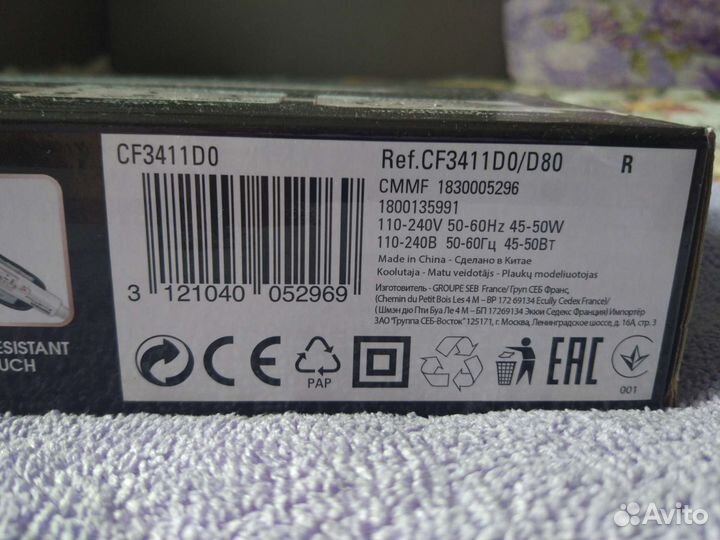 CF3411D0
Ref.CF3411D0/D80 R
CMMF 1830005296
1800135991
110-240V 50-60Hz 45-50W
110-240В 50-60Гц 45-50Вт
Made in China - Сделано в Китае
Koolutaja - Matu veidotājs - Plaukų modeliuotojas
Изготовитель - GROUPE SEB France/ Груп СЕБ Франс,
(Chemin du Petit Bois Les 4 M – BP 172 69134 Ecully Cedex France)/
( Шмэн дю Пти Буа Ле 4 М – БП 17269134 Экюи Седекс Франция) Импортёр
ЗАО "Группа СЕБ-Восток" 125171, г. Москва, Ленинградское шоссе, д. 16А, стр. 3
3 121040 052969
ESISTANT
UCH
CE
PAP
EAC
001
Avito